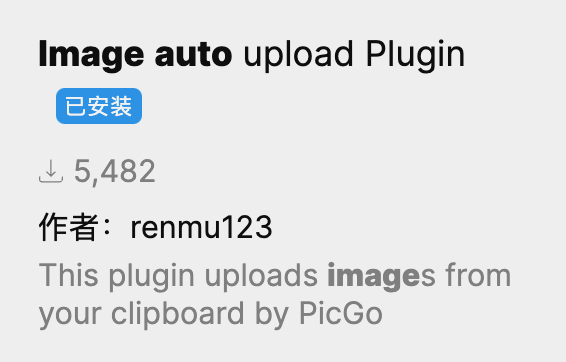 Image auto upload Plugin
已安装
5,482
作者：renmu123
This plugin uploads images from
your clipboard by PicGo